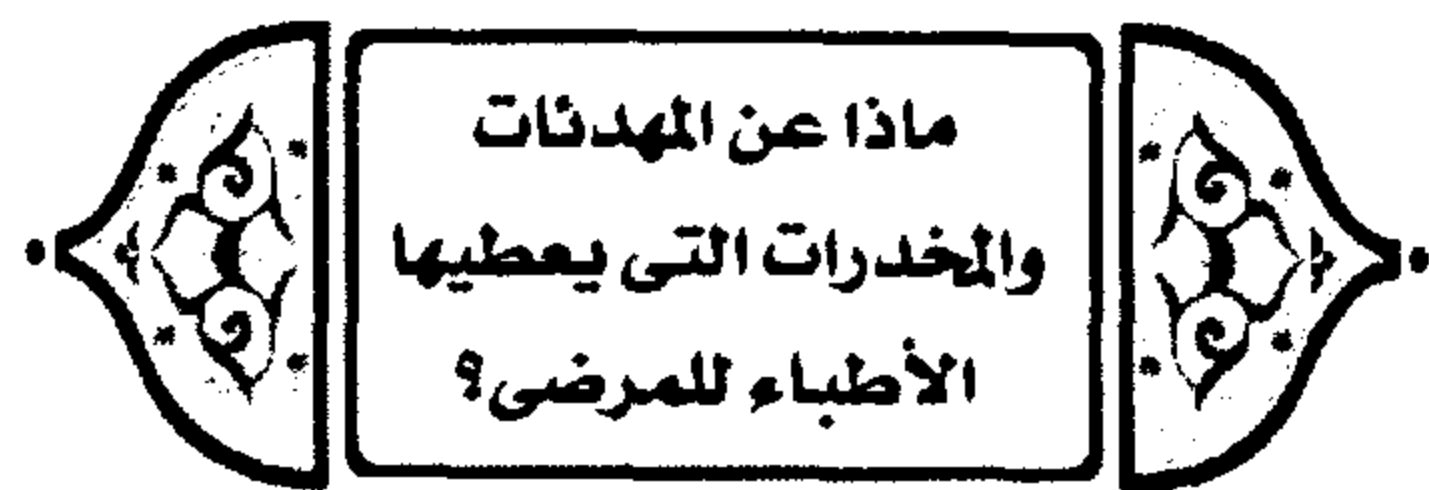 ماذا عن المهدئات
والمخدرات التى يعطيها
الأطباء للمرضى؟